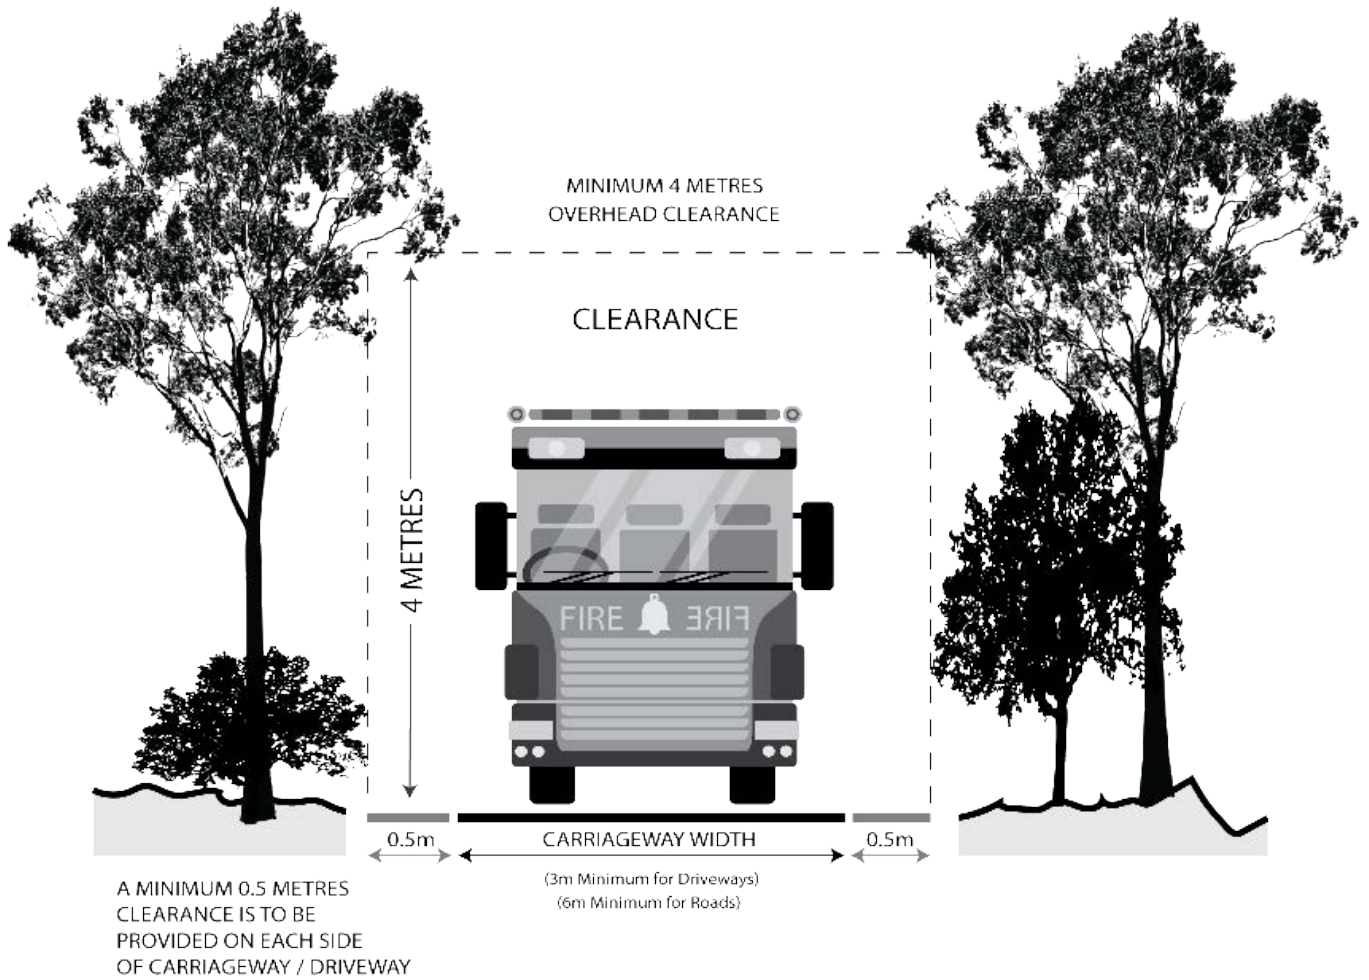 MINIMUM 4 METRES
OVERHEAD CLEARANCE
CLEARANCE
4 METRES
FIRE FIRE
0.5m
CARRIAGEWAY WIDTH
0.5m
(3m Minimum for Driveways)
(6m Minimum for Roads)
A MINIMUM 0.5 METRES
CLEARANCE IS TO BE
PROVIDED ON EACH SIDE
OF CARRIAGEWAY / DRIVEWAY